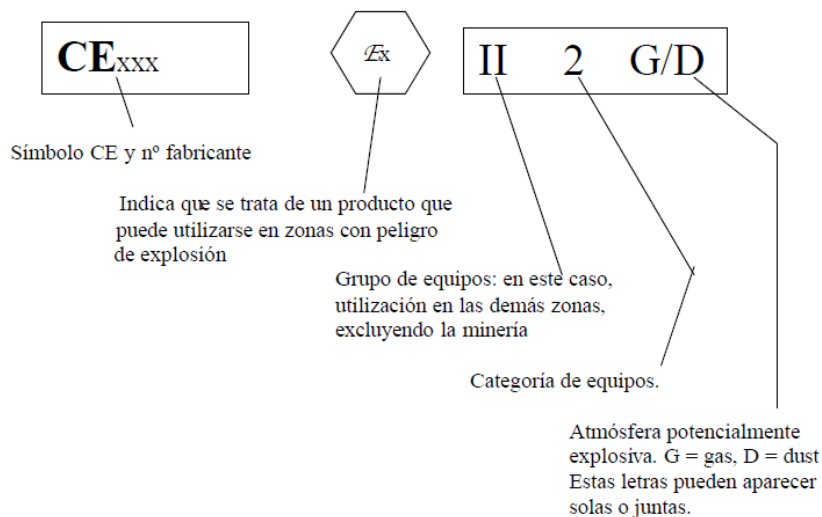 CExxx
Ex
II 2 G/D
Símbolo CE y nº fabricante
Indica que se trata de un producto que
puede utilizarse en zonas con peligro
de explosión
Grupo de equipos: en este caso,
utilización en las demás zonas,
excluyendo la minería
Categoría de equipos.
Atmósfera potencialmente
explosiva. G = gas, D = dust
Estas letras pueden aparecer
solas o juntas.